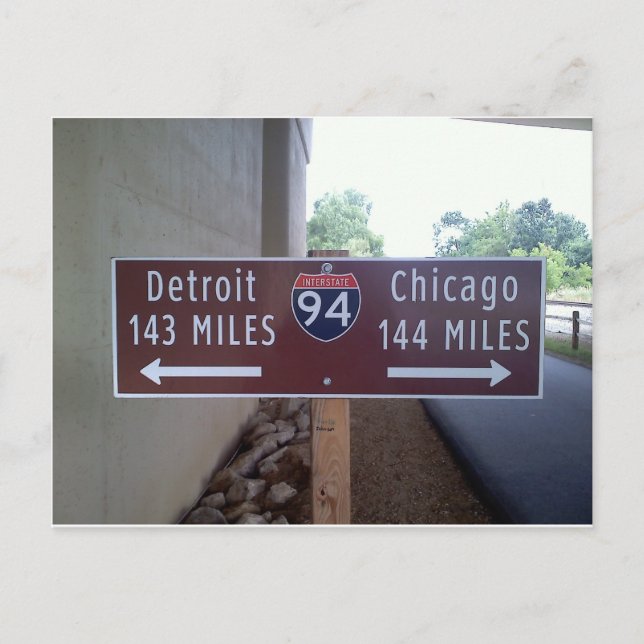 Detroit
143 MILES
INTERSTATE
94
Chicago
144 MILES